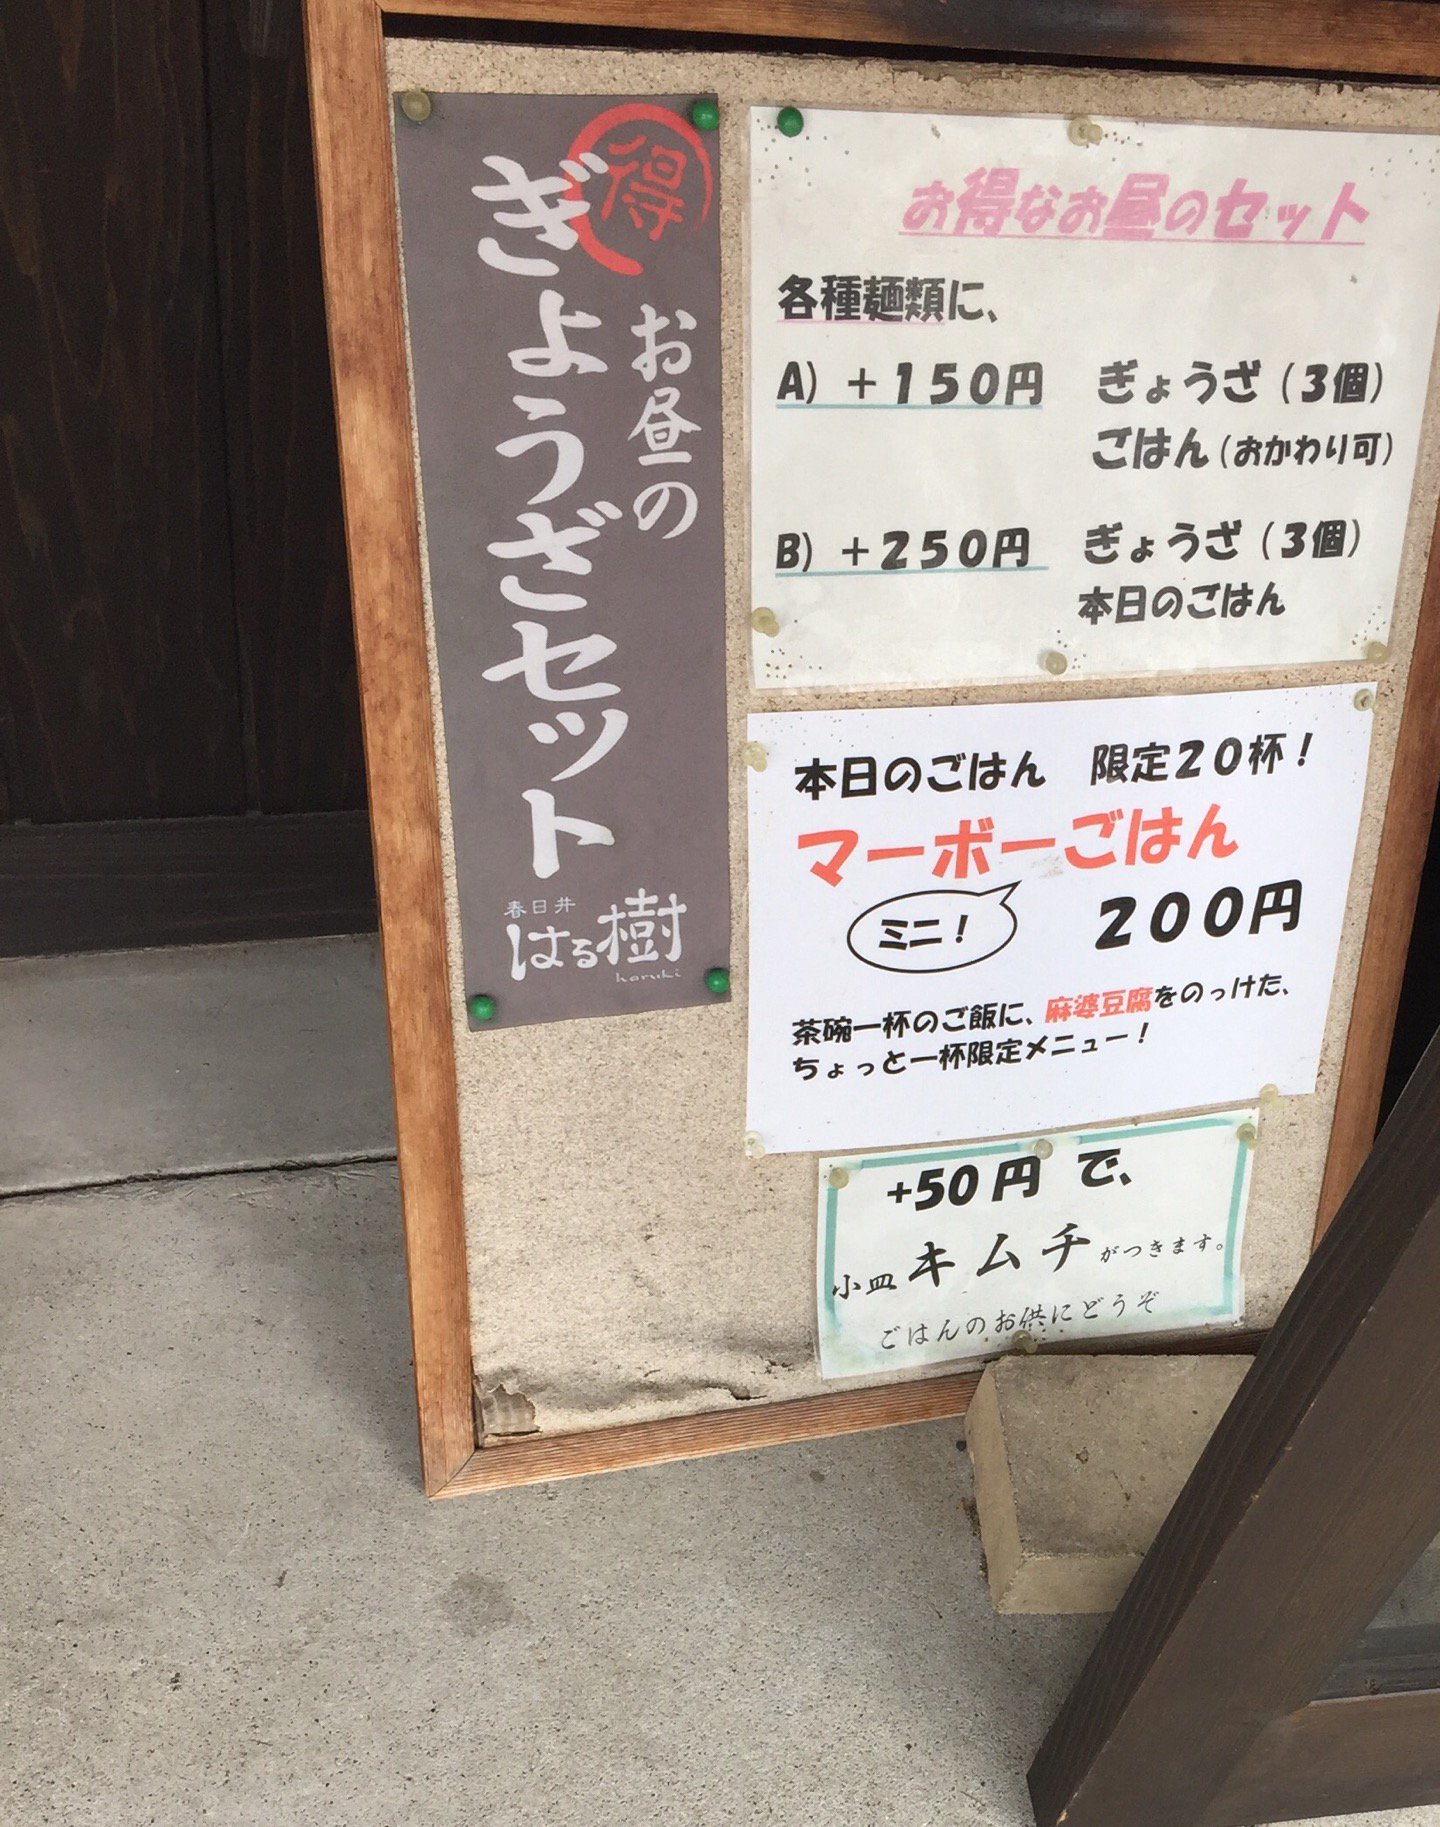 得
お昼の
ぎょうざセット
春日井
はる樹
haruki
お得なお昼のセット
各種麺類に、
A）＋１５０円　ぎょうざ（３個）
ごはん（おかわり可）
B）＋２５０円　ぎょうざ（３個）
本日のごはん
本日のごはん　限定２０杯！
マーボーごはん
ミニ！　２００円
茶碗一杯のご飯に、麻婆豆腐をのっけた、
ちょっと一杯限定メニュー！
+50円 で、
小皿 キムチ がつきます。
ごはんのお供にどうぞ